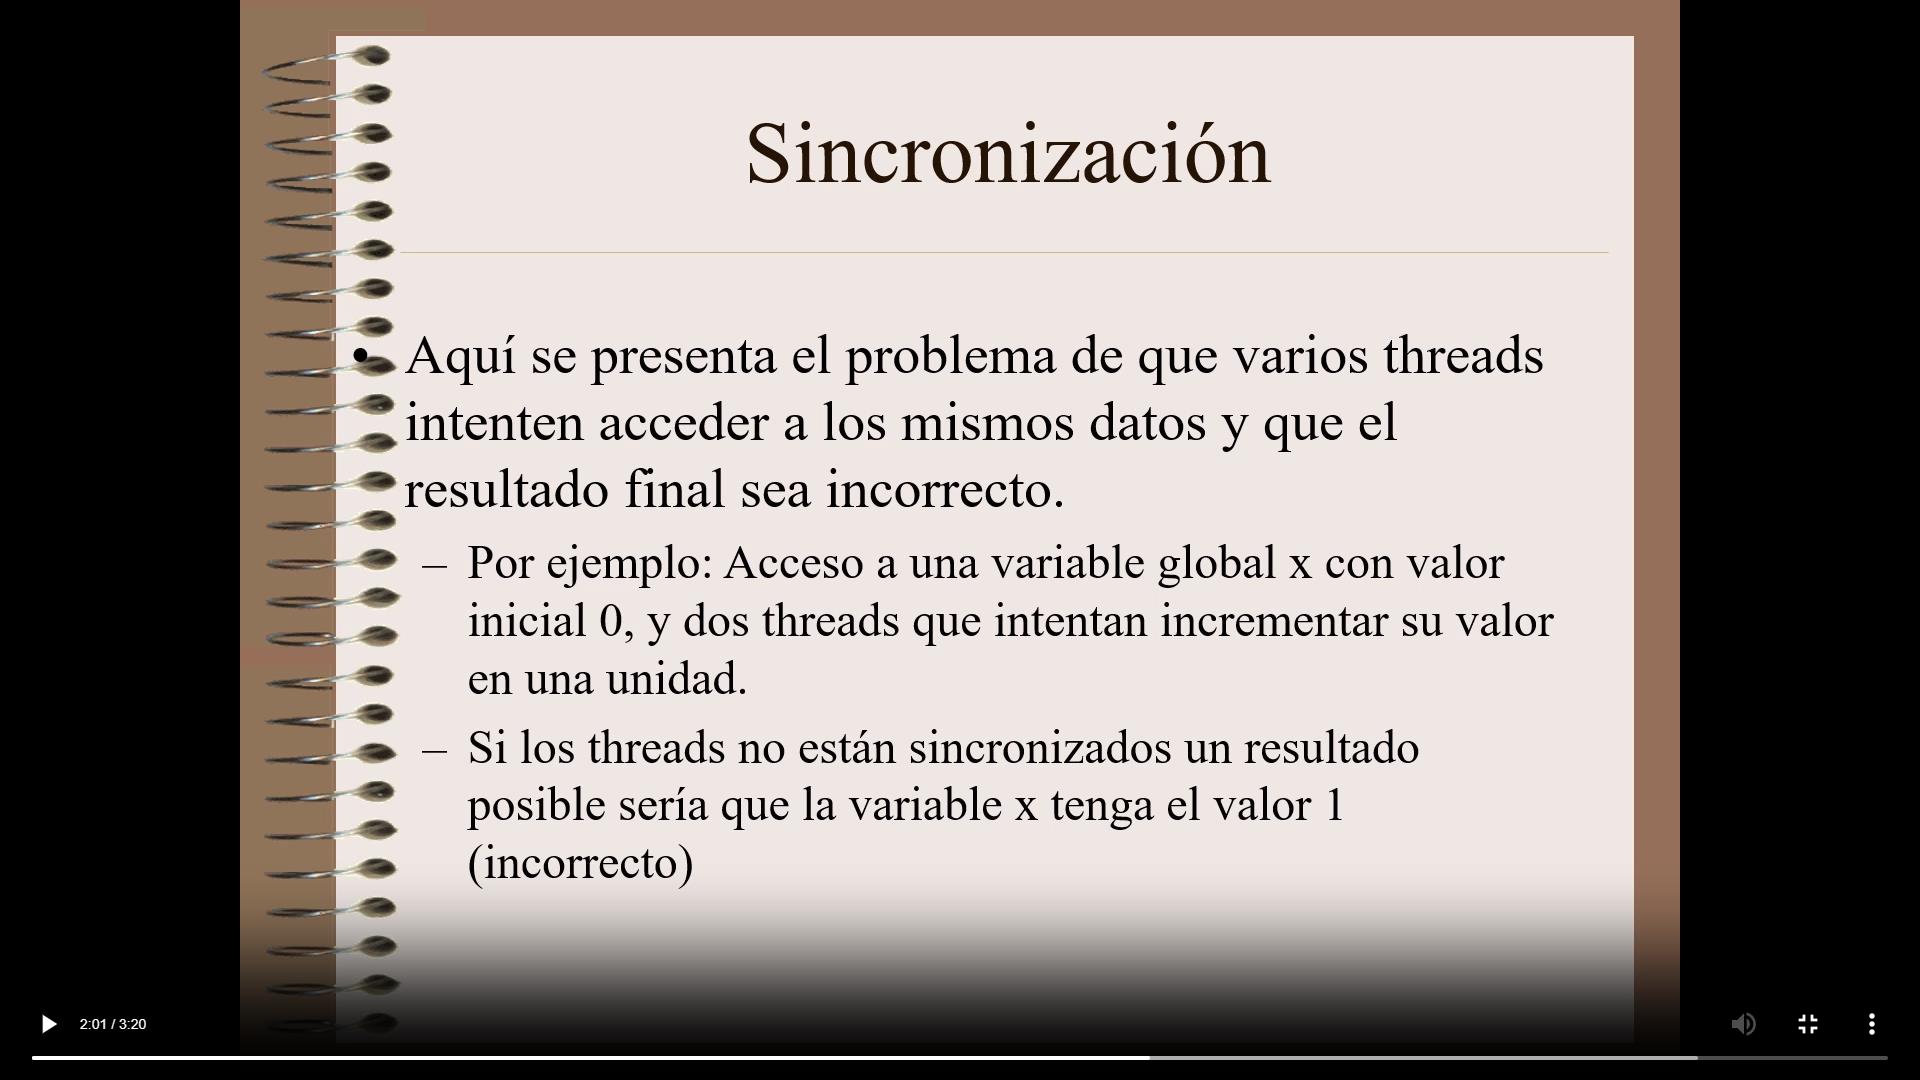 Sincronización
• Aquí se presenta el problema de que varios threads
intenten acceder a los mismos datos y que el
resultado final sea incorrecto.
– Por ejemplo: Acceso a una variable global x con valor
inicial 0, y dos threads que intentan incrementar su valor
en una unidad.
– Si los threads no están sincronizados un resultado
posible sería que la variable x tenga el valor 1
(incorrecto)
2:01 / 3:20